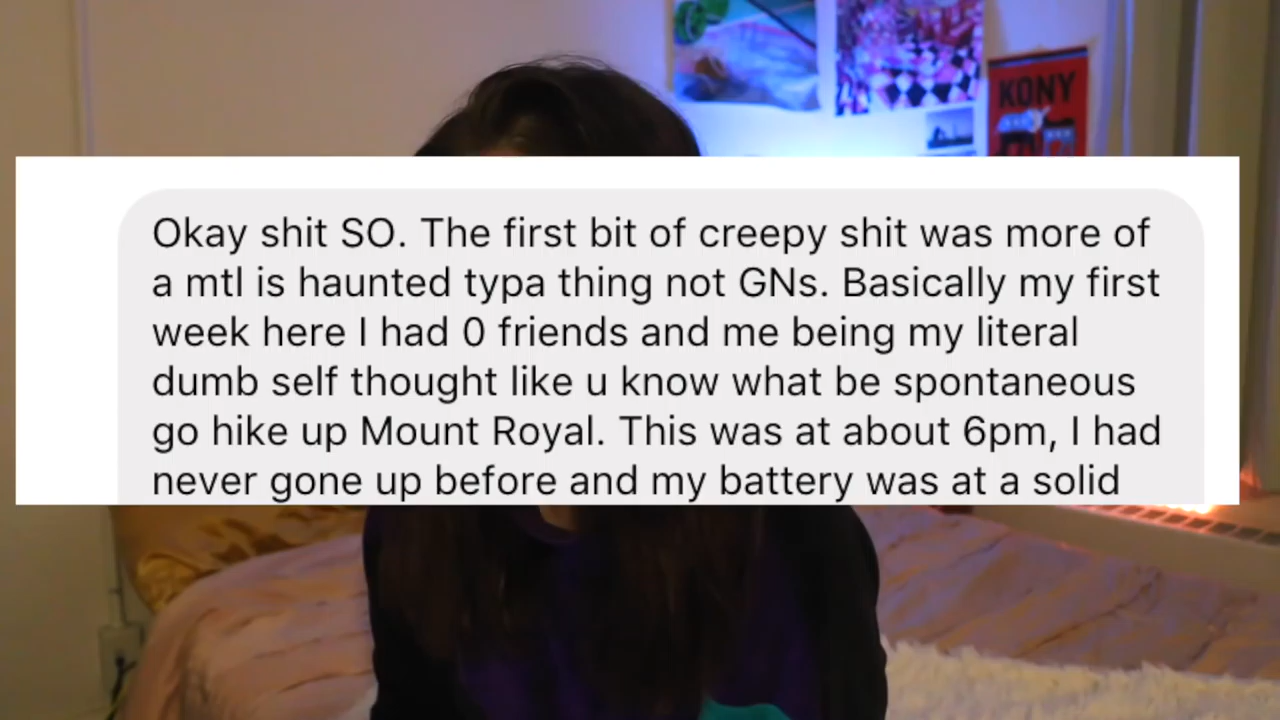 KONY
Okay shit SO. The first bit of creepy shit was more of
a mtl is haunted typa thing not GNs. Basically my first
week here I had 0 friends and me being my literal
dumb self thought like u know what be spontaneous
go hike up Mount Royal. This was at about 6pm, I had
never gone up before and my battery was at a solid